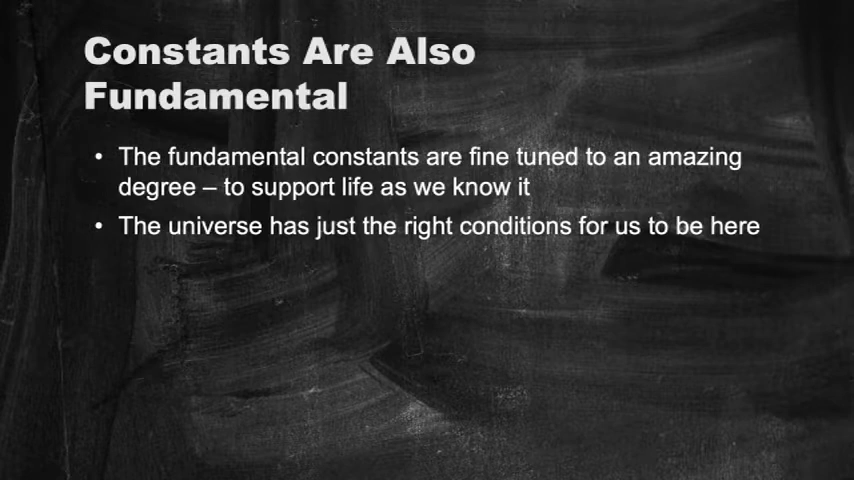 Constants Are Also
Fundamental
• The fundamental constants are fine tuned to an amazing
degree – to support life as we know it
• The universe has just the right conditions for us to be here